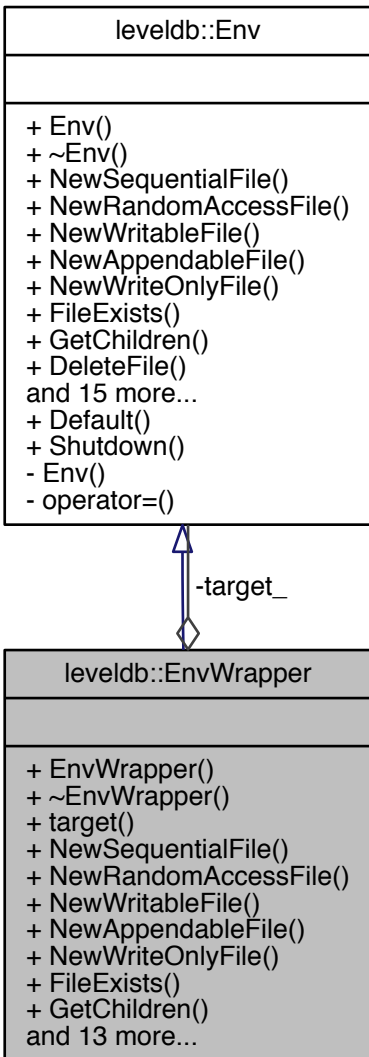 leveldb::Env
+ Env()
+ ~Env()
+ NewSequentialFile()
+ NewRandomAccessFile()
+ NewWritableFile()
+ NewAppendableFile()
+ NewWriteOnlyFile()
+ FileExists()
+ GetChildren()
+ DeleteFile()
and 15 more...
+ Default()
+ Shutdown()
- Env()
- operator=()
-target_
leveldb::EnvWrapper
+ EnvWrapper()
+ ~EnvWrapper()
+ target()
+ NewSequentialFile()
+ NewRandomAccessFile()
+ NewWritableFile()
+ NewAppendableFile()
+ NewWriteOnlyFile()
+ FileExists()
+ GetChildren()
and 13 more...